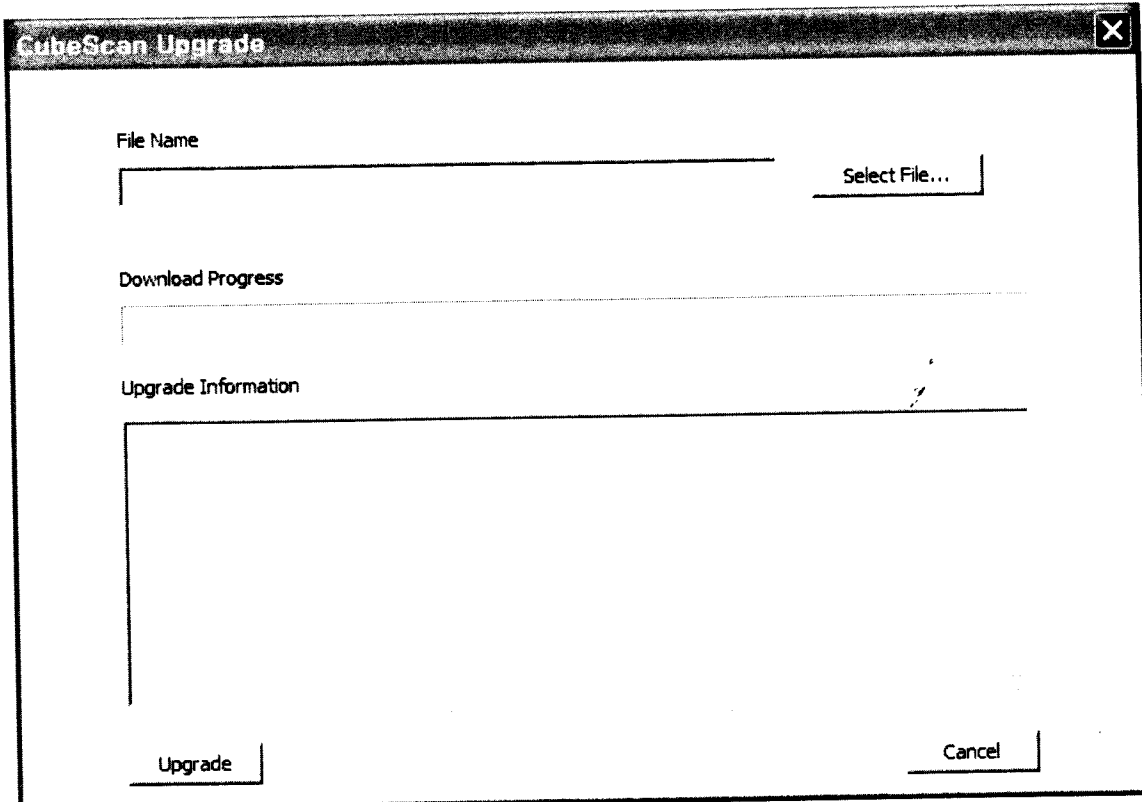 CubeScan Upgrade
File Name
Select File...
Download Progress
Upgrade Information
Upgrade
Cancel